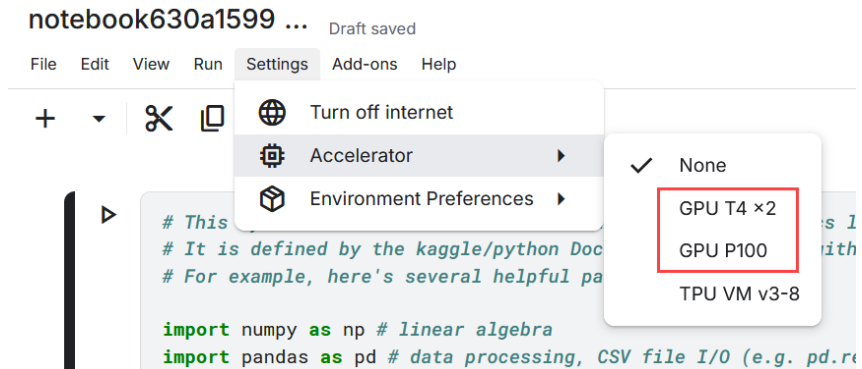 notebook630a1599 ... Draft saved
File Edit View Run Settings Add-ons Help
Turn off internet
Accelerator
Environment Preferences
None
GPU T4 ×2
GPU P100
TPU VM v3-8
# This
# It is defined by the kaggle/python Doc
# For example, here's several helpful pa
import numpy as np # linear algebra
import pandas as pd # data processing, CSV file I/O (e.g. pd.re